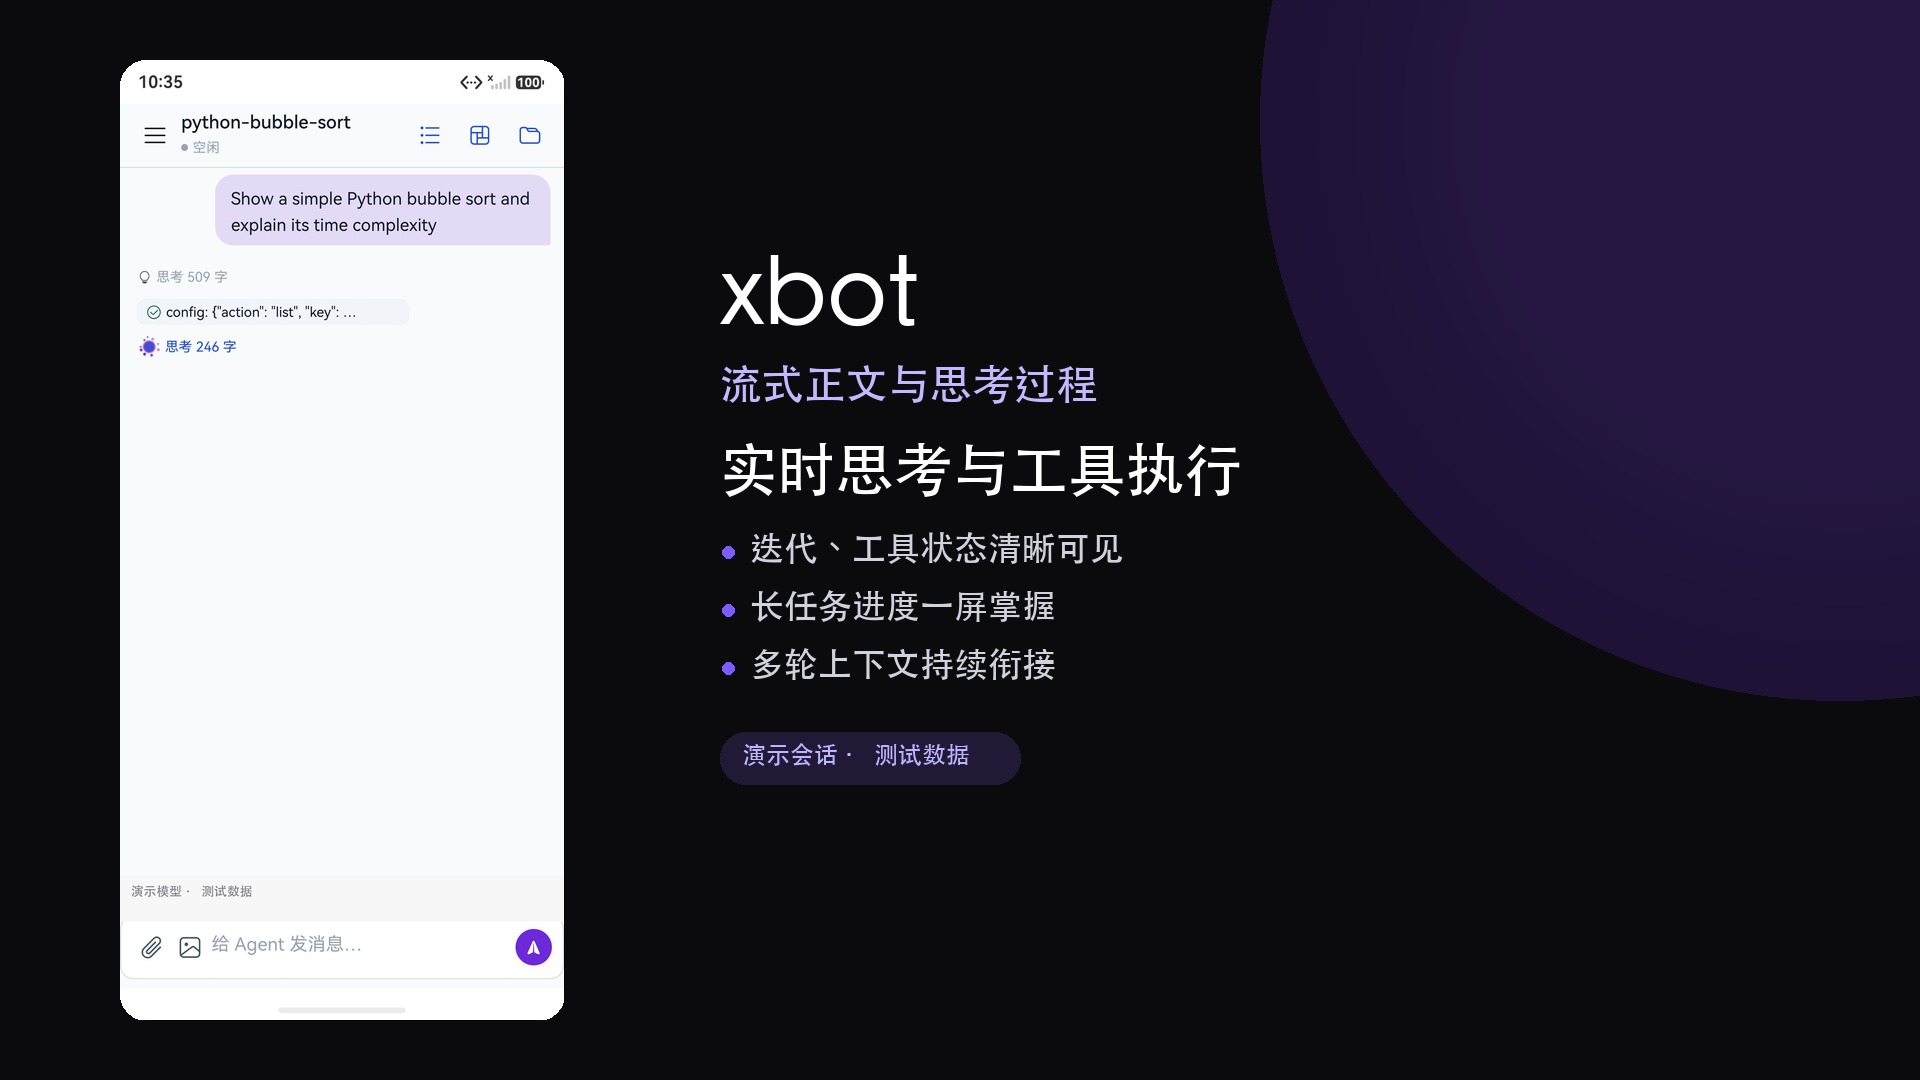 10:35
100
python-bubble-sort
空闲
Show a simple Python bubble sort and
explain its time complexity
思考 509 字
config: {"action": "list", "key": …
思考 246 字
演示模型 · 测试数据
给 Agent 发消息…
xbot
流式正文与思考过程
实时思考与工具执行
迭代、工具状态清晰可见
长任务进度一屏掌握
多轮上下文持续衔接
演示会话 · 测试数据